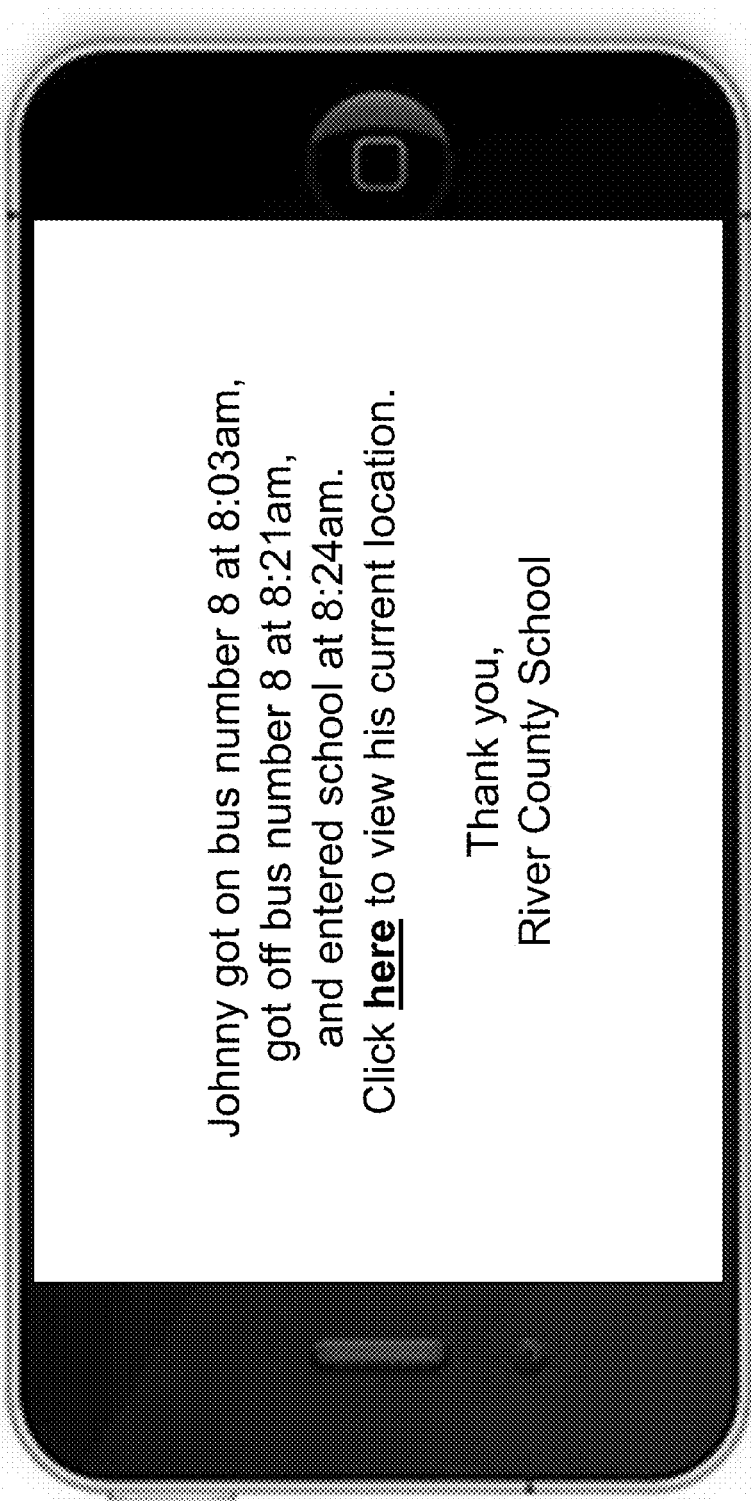 Johnny got on bus number 8 at 8:03am,
got off bus number 8 at 8:21am,
and entered school at 8:24am.
Click here to view his current location.
Thank you,
River County School